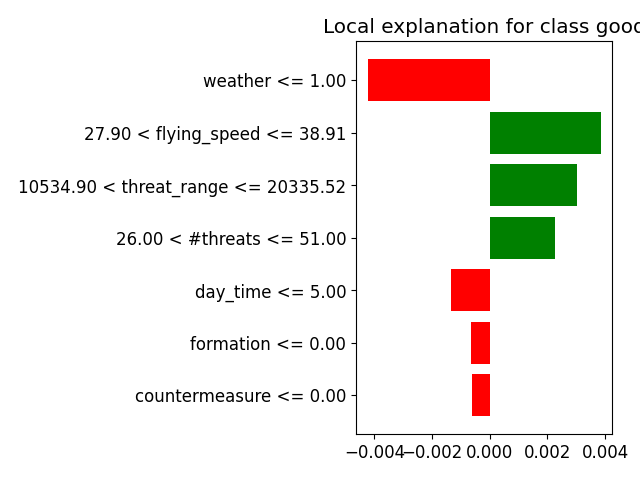 Local explanation for class good
weather <= 1.00
27.90 < flying_speed <= 38.91
10534.90 < threat_range <= 20335.52
26.00 < #threats <= 51.00
day_time <= 5.00
formation <= 0.00
countermeasure <= 0.00
−0.004 −0.002 0.000 0.002 0.004